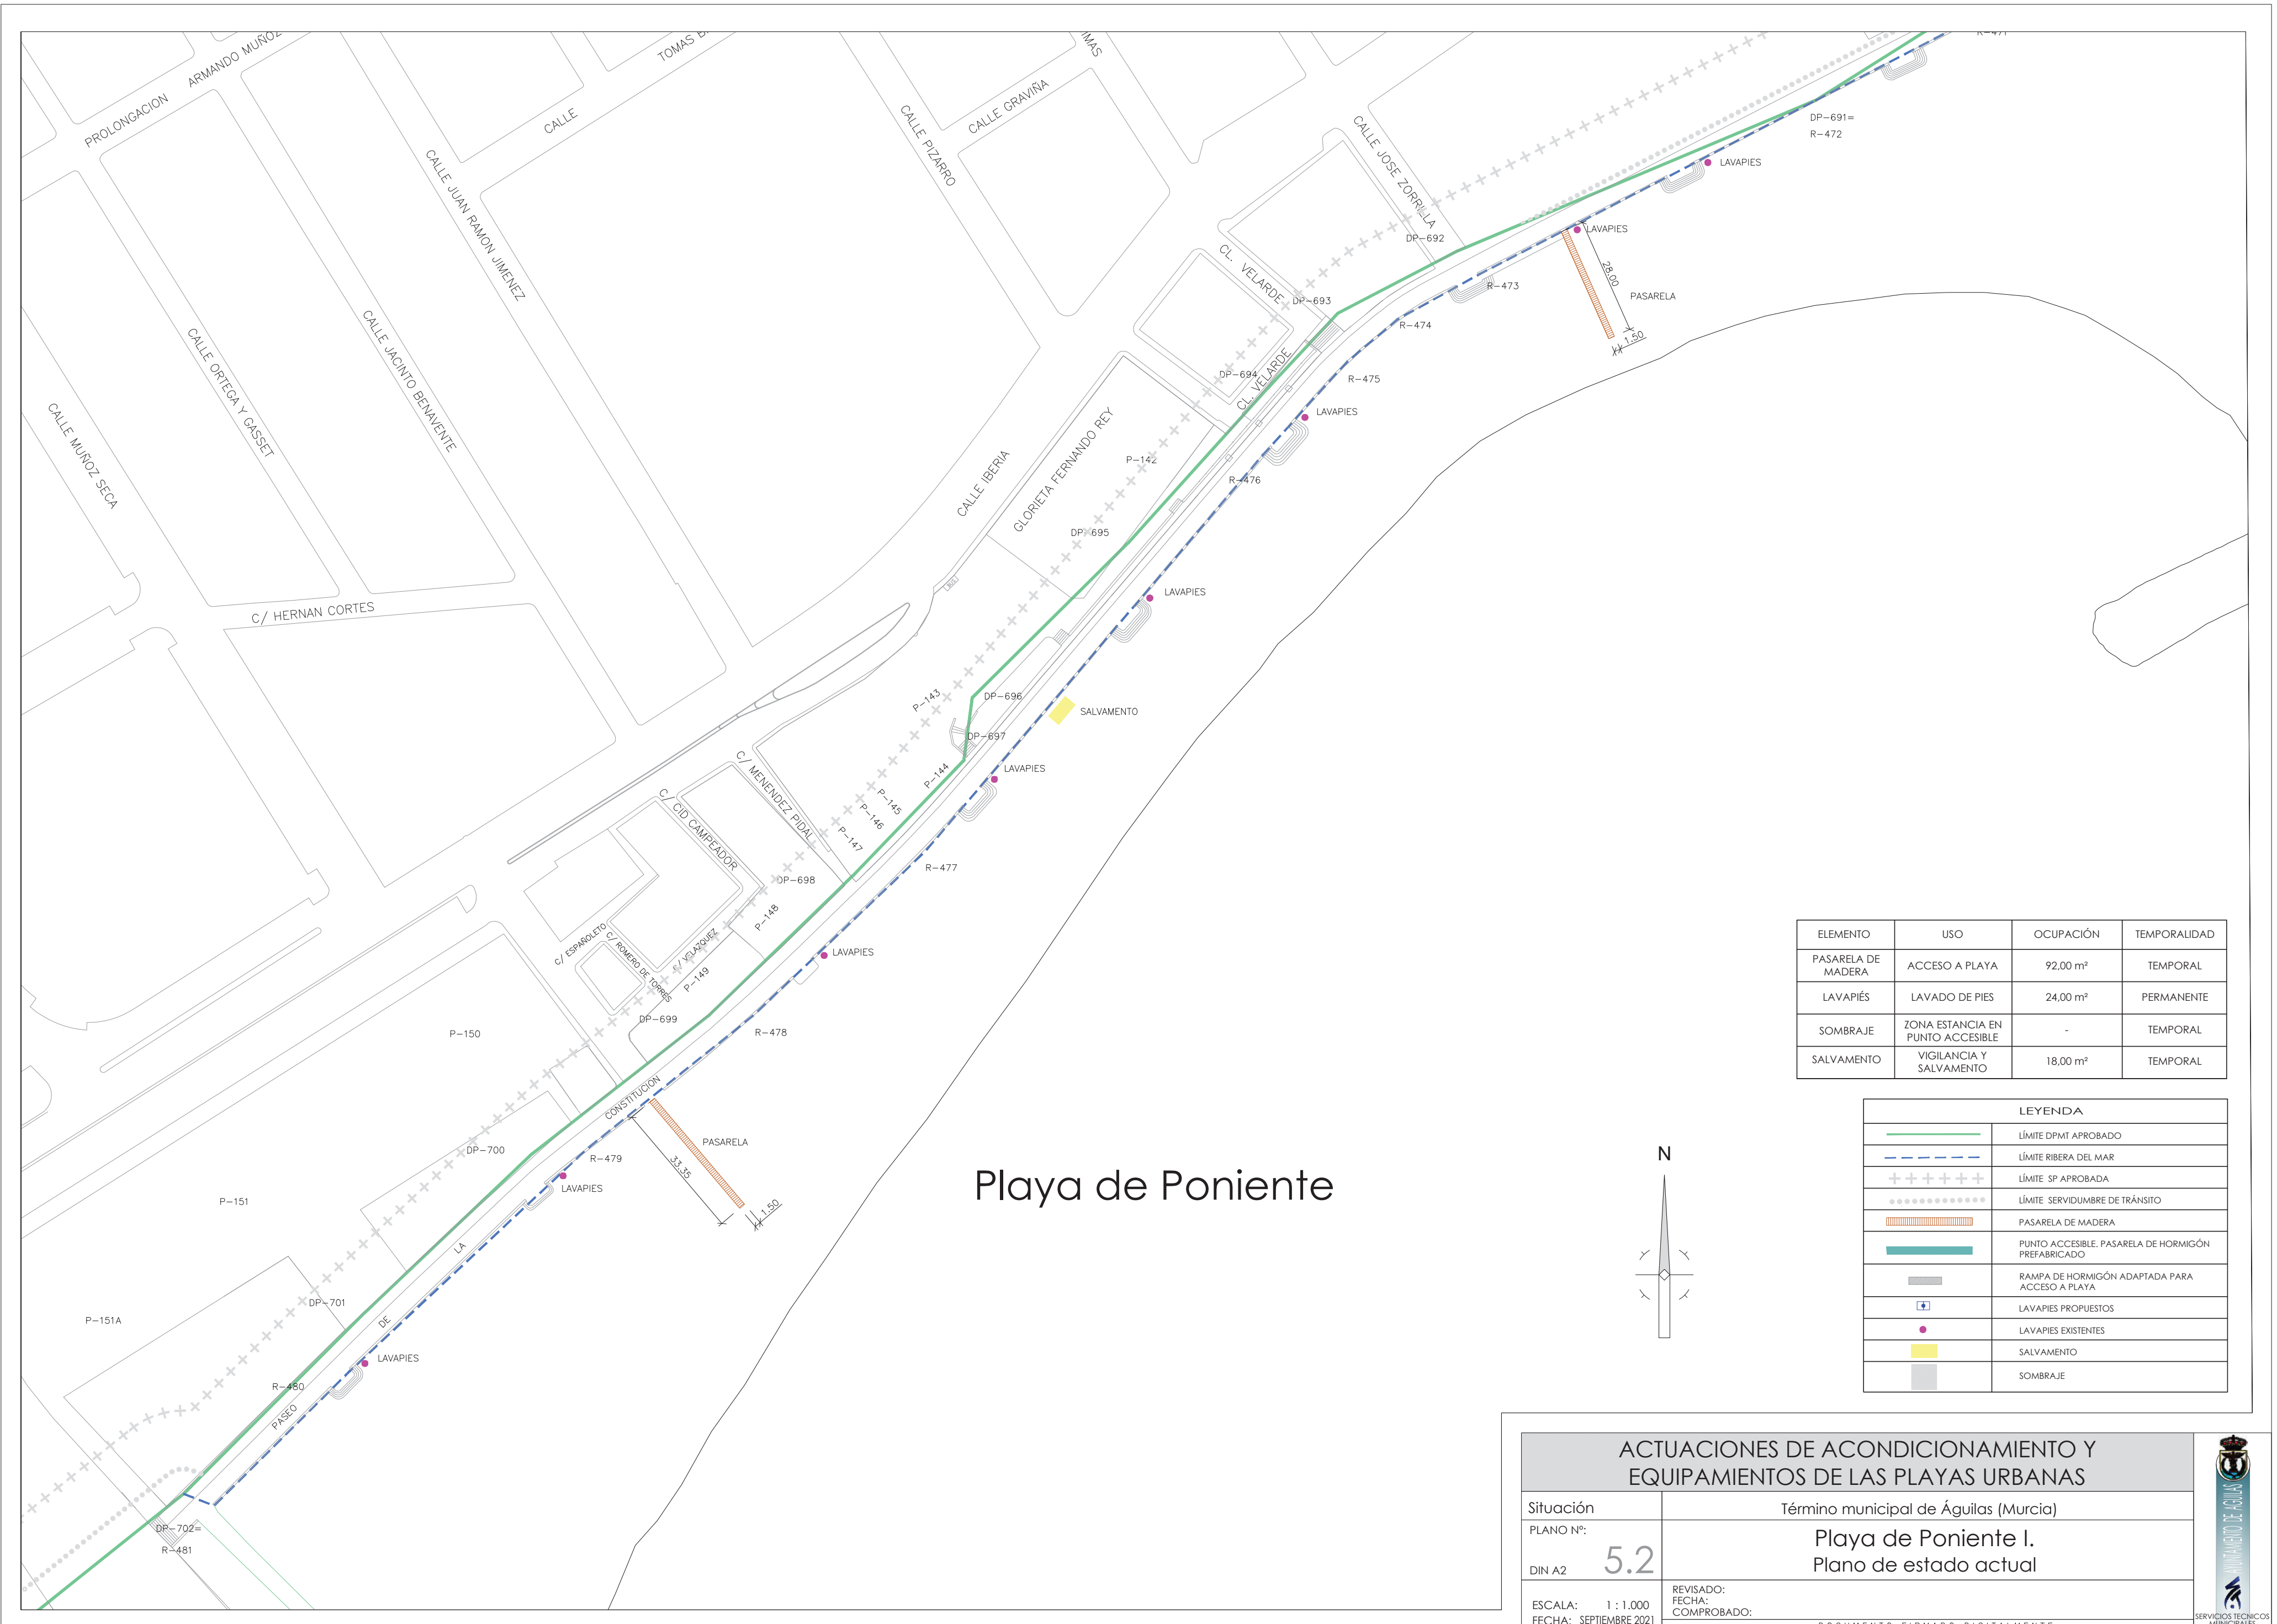 R-471
PROLONGACION ARMANDO MUÑOZ
CALLE TOMAS
CALLE GRAVIÑA
CALLE PIZARRO
CALLE JUAN RAMON JIMENEZ
CALLE JOSE ZORRILLA
DP-691=
R-472
LAVAPIES
LAVAPIES
DP-692
CL. VELARDE
R-473
28.00
PASARELA
1.50
DP-693
R-474
CALLE ORTEGA Y GASSET
CALLE JACINTO BENAVENTE
CALLE MUÑOZ SECA
DP-694
CL. VELARDE
R-475
LAVAPIES
GLORIETA FERNANDO REY
CALLE IBERIA
P-142
R-476
DP-695
LAVAPIES
C/ HERNAN CORTES
P-143
DP-696
SALVAMENTO
DP-697
LAVAPIES
P-144
P-145
P-146
P-147
C/ MENENDEZ PIDAL
C/ CID CAMPEADOR
R-477
DP-698
P-148
LAVAPIES
C/ ESPAÑOLETO
C/ ROMERO DE TORRES
C/ VELAZQUEZ
P-149
DP-699
R-478
P-150
CONSTITUCION
PASARELA
33.35
1.50
DP-700
R-479
LAVAPIES
P-151
LA
DP-701
DE
P-151A
LAVAPIES
R-480
PASEO
DP-702=
R-481
Playa de Poniente
N
ELEMENTO USO OCUPACIÓN TEMPORALIDAD
PASARELA DE
MADERA ACCESO A PLAYA 92,00 m² TEMPORAL
LAVAPIÉS LAVADO DE PIES 24,00 m² PERMANENTE
SOMBRAJE ZONA ESTANCIA EN
PUNTO ACCESIBLE - TEMPORAL
SALVAMENTO VIGILANCIA Y
SALVAMENTO 18,00 m² TEMPORAL
LEYENDA
LÍMITE DPMT APROBADO
LÍMITE RIBERA DEL MAR
LÍMITE SP APROBADA
LÍMITE SERVIDUMBRE DE TRÁNSITO
PASARELA DE MADERA
PUNTO ACCESIBLE. PASARELA DE HORMIGÓN
PREFABRICADO
RAMPA DE HORMIGÓN ADAPTADA PARA
ACCESO A PLAYA
LAVAPIES PROPUESTOS
LAVAPIES EXISTENTES
SALVAMENTO
SOMBRAJE
ACTUACIONES DE ACONDICIONAMIENTO Y
EQUIPAMIENTOS DE LAS PLAYAS URBANAS
Situación
Término municipal de Águilas (Murcia)
PLANO Nº:
5.2
DIN A2
Playa de Poniente I.
Plano de estado actual
ESCALA: 1 : 1.000
FECHA: SEPTIEMBRE 2021
REVISADO:
FECHA:
COMPROBADO:
AYUNTAMIENTO DE AGUILAS
SERVICIOS TECNICOS
MUNICIPALES